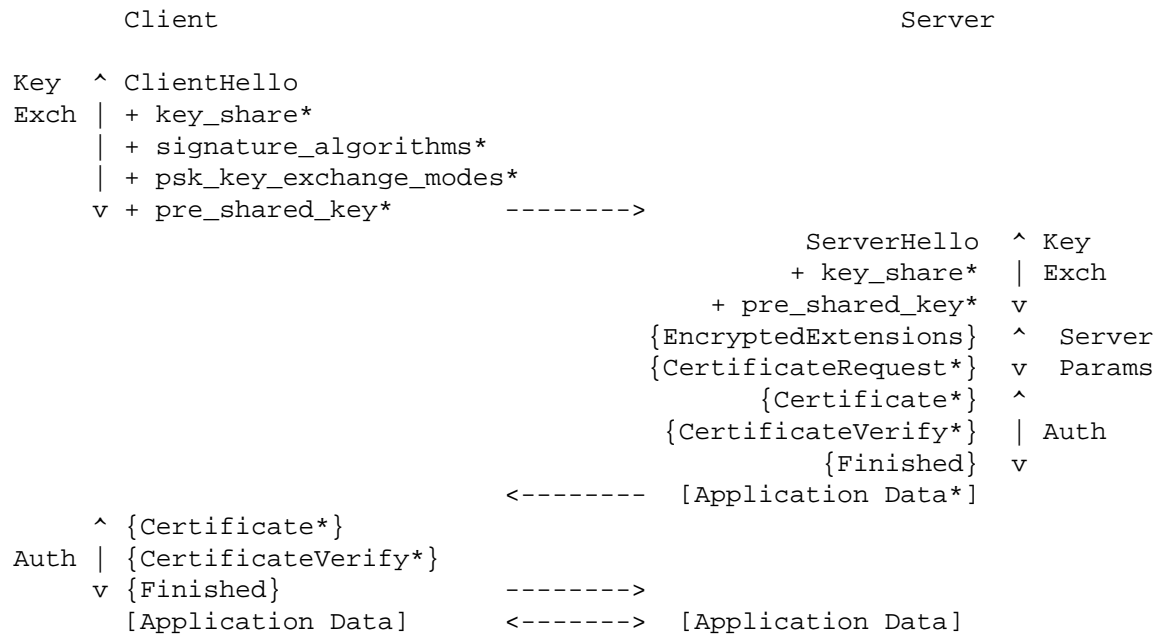 Client                                           Server

Key  ^ ClientHello
Exch | + key_share*
     | + signature_algorithms*
     | + psk_key_exchange_modes*
     v + pre_shared_key*       -------->
                                                  ServerHello  ^ Key
                                                 + key_share*  | Exch
                                            + pre_shared_key*  v
                                        {EncryptedExtensions}  ^  Server
                                        {CertificateRequest*}  v  Params
                                               {Certificate*}  ^
                                         {CertificateVerify*}  | Auth
                                                   {Finished}  v
                               <--------  [Application Data*]
     ^ {Certificate*}
Auth | {CertificateVerify*}
     v {Finished}              -------->
       [Application Data]      <------->  [Application Data]